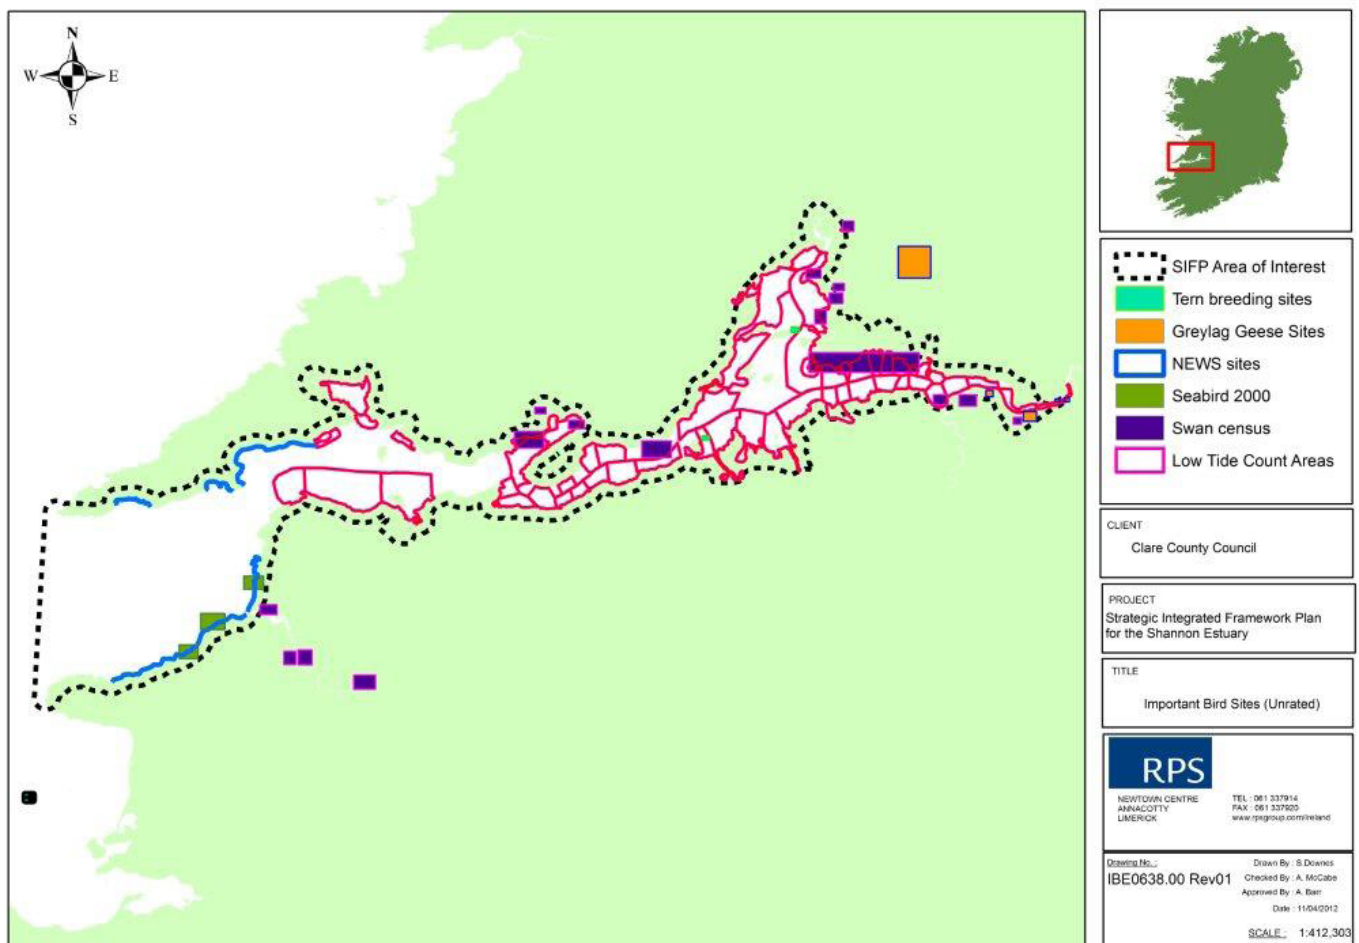 N
W
E
S
SIFP Area of Interest
Tern breeding sites
Greylag Geese Sites
NEWS sites
Seabird 2000
Swan census
Low Tide Count Areas
CLIENT
Clare County Council
PROJECT
Strategic Integrated Framework Plan
for the Shannon Estuary
TITLE
Important Bird Sites (Unrated)
RPS
NEWTOWN CENTRE
ANNACOTTY
LIMERICK
TEL : 061 337914
FAX : 061 337920
www.rpsgroup.com/ireland
Drawing No. :
IBE0638.00 Rev01
Drawn By : S.Downes
Checked By : A. McCabe
Approved By : A. Barr
Date : 11/04/2012
SCALE : 1:412,303